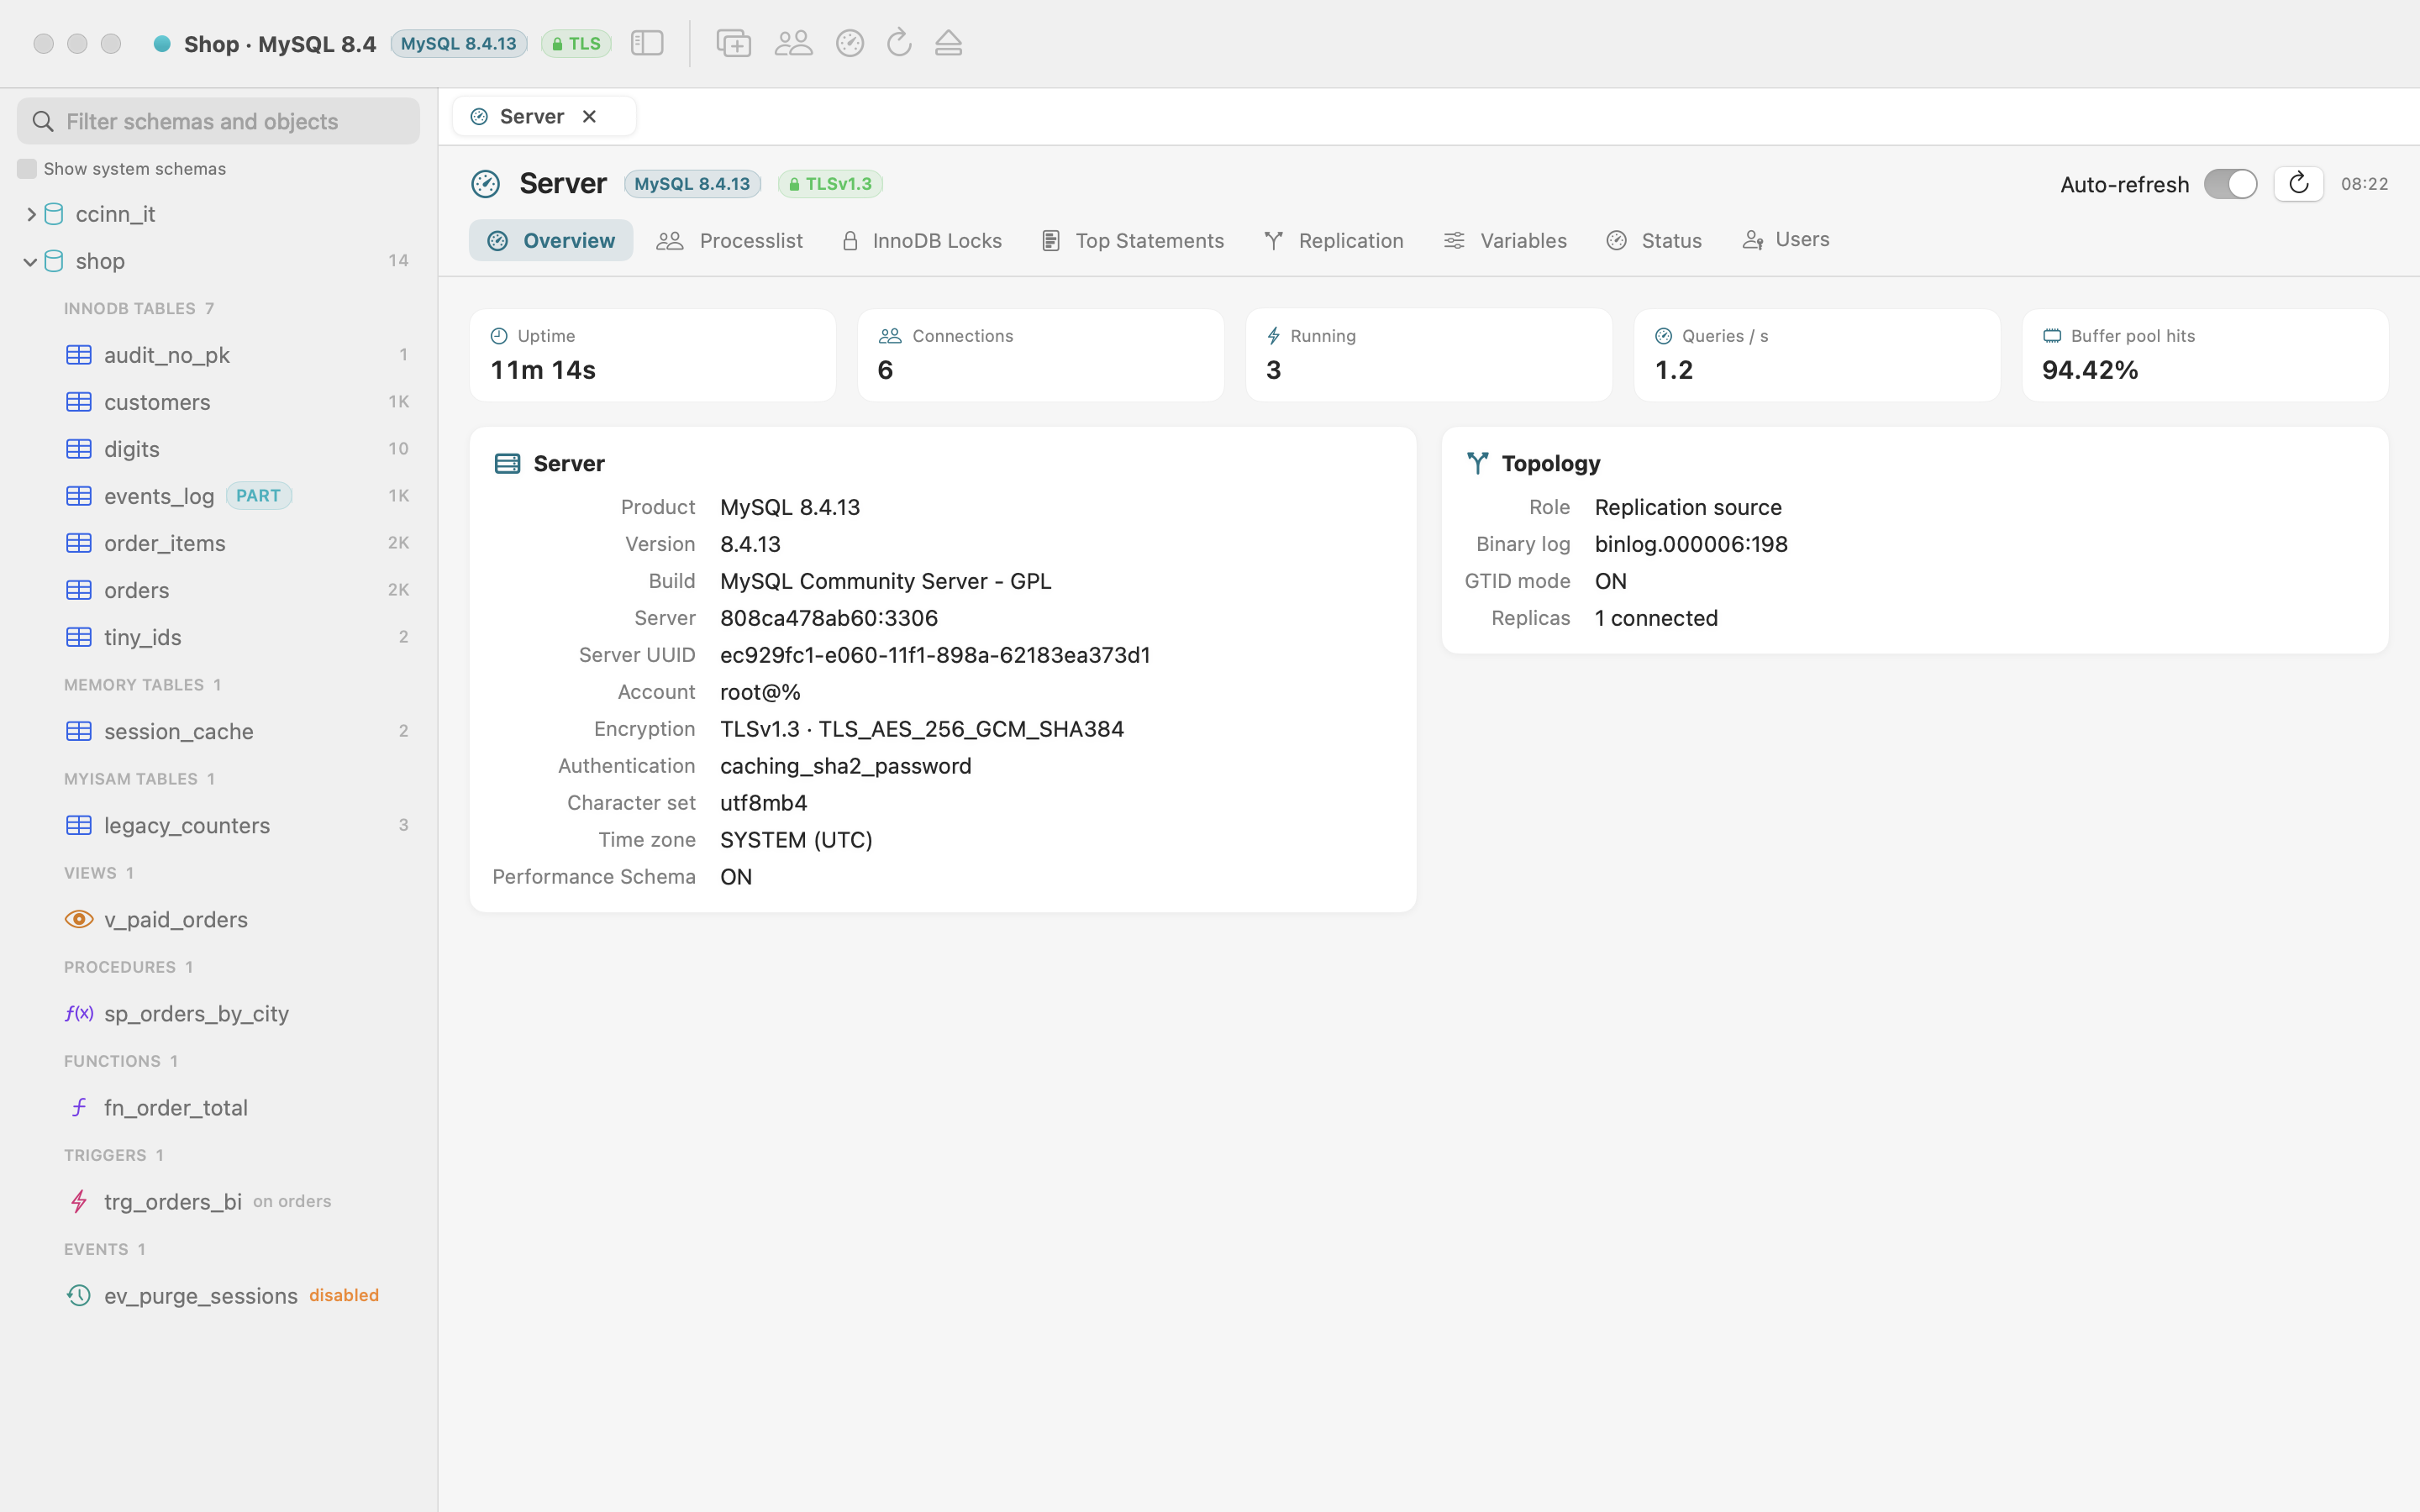 Shop · MySQL 8.4
MySQL 8.4.13
TLS
Filter schemas and objects
Show system schemas
ccinn_it
shop 14
INNODB TABLES 7
audit_no_pk 1
customers 1K
digits 10
events_log PART 1K
order_items 2K
orders 2K
tiny_ids 2
MEMORY TABLES 1
session_cache 2
MYISAM TABLES 1
legacy_counters 3
VIEWS 1
v_paid_orders
PROCEDURES 1
f(x) sp_orders_by_city
FUNCTIONS 1
f fn_order_total
TRIGGERS 1
trg_orders_bi on orders
EVENTS 1
ev_purge_sessions disabled
Server
Server MySQL 8.4.13 TLSv1.3
Auto-refresh 08:22
Overview Processlist InnoDB Locks Top Statements Replication Variables Status Users
Uptime
11m 14s
Connections
6
Running
3
Queries / s
1.2
Buffer pool hits
94.42%
Server
Product MySQL 8.4.13
Version 8.4.13
Build MySQL Community Server - GPL
Server 808ca478ab60:3306
Server UUID ec929fc1-e060-11f1-898a-62183ea373d1
Account root@%
Encryption TLSv1.3 · TLS_AES_256_GCM_SHA384
Authentication caching_sha2_password
Character set utf8mb4
Time zone SYSTEM (UTC)
Performance Schema ON
Topology
Role Replication source
Binary log binlog.000006:198
GTID mode ON
Replicas 1 connected